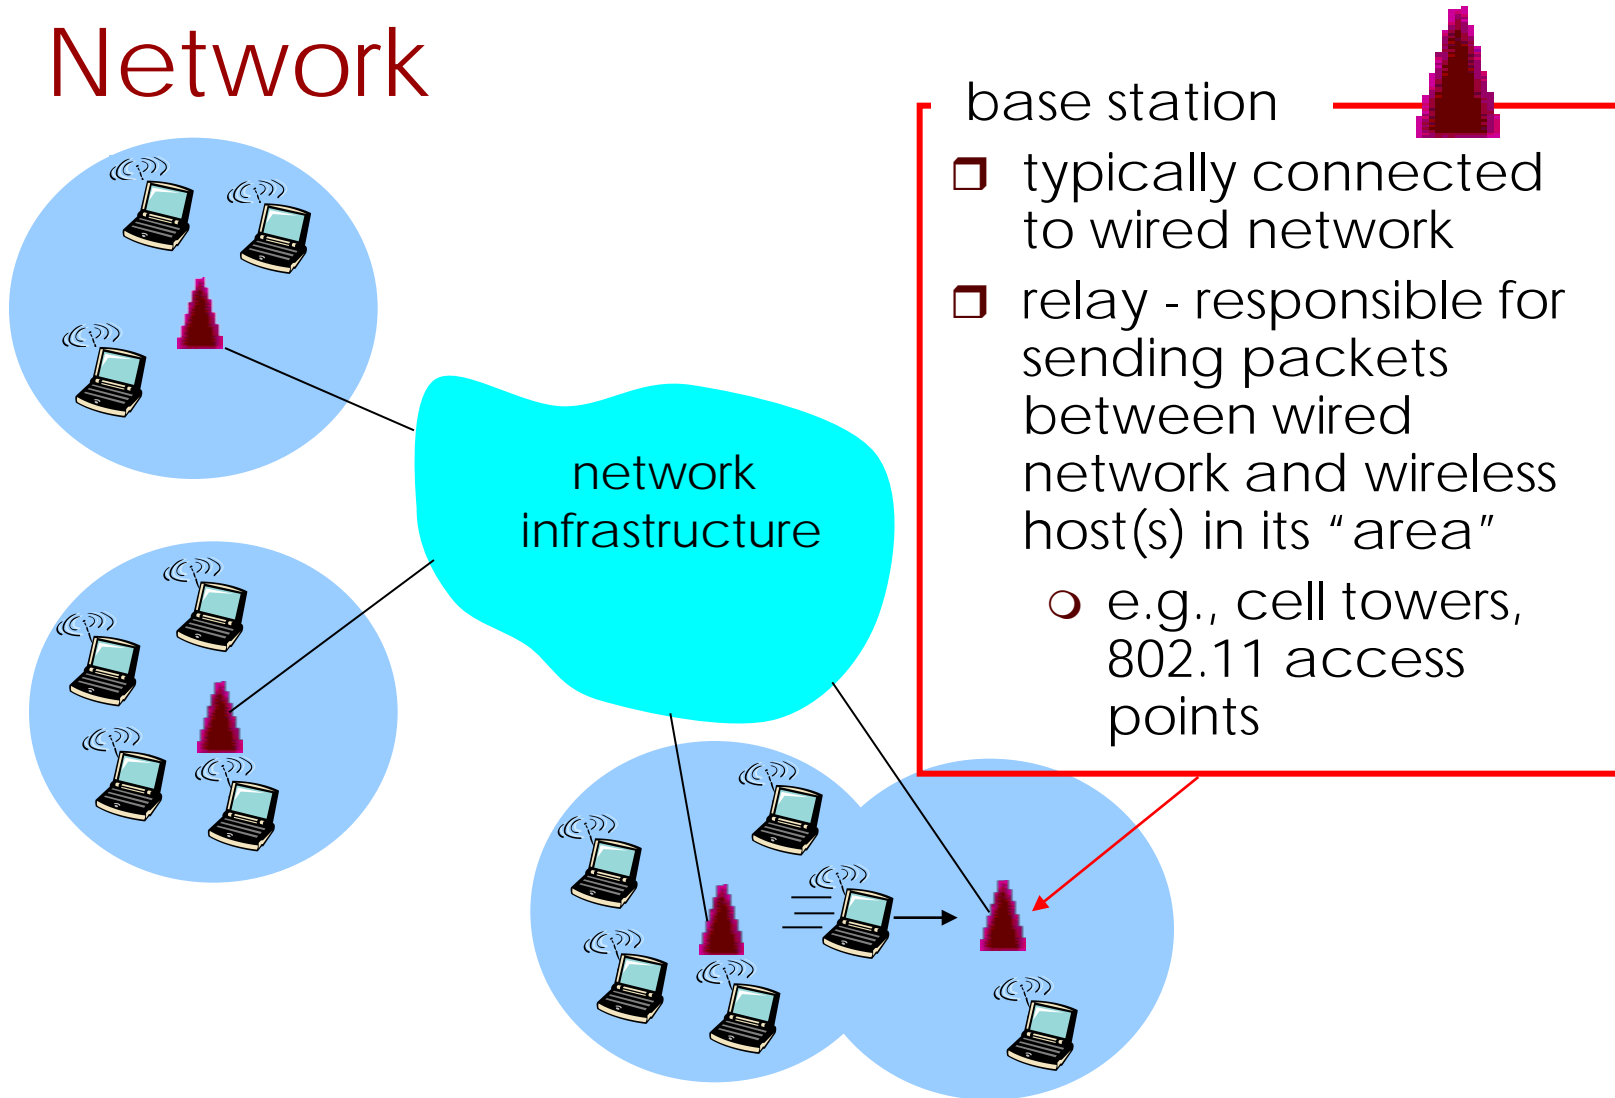 Network
base station
typically connected
to wired network
relay - responsible for
sending packets
between wired
network and wireless
host(s) in its “area”
e.g., cell towers,
802.11 access
points
network
infrastructure